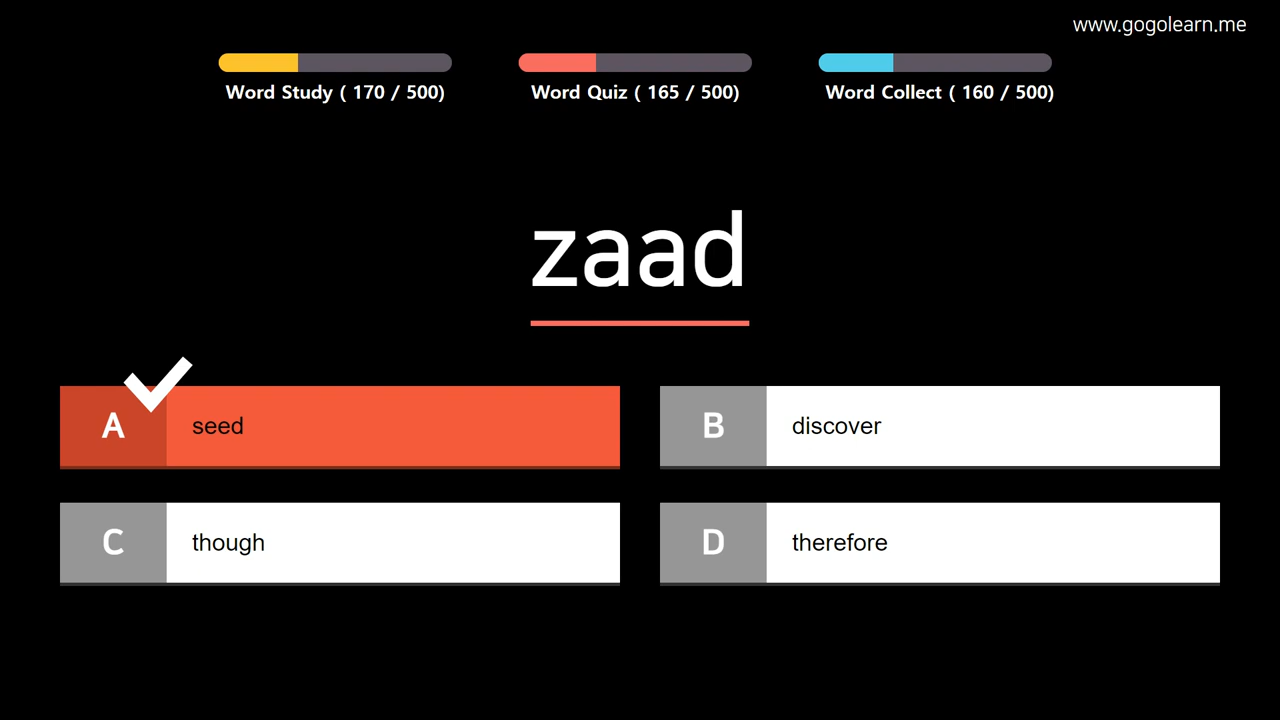 www.gogolearn.me
Word Study ( 170 / 500)
Word Quiz ( 165 / 500)
Word Collect ( 160 / 500)
zaad
A seed
B discover
C though
D therefore